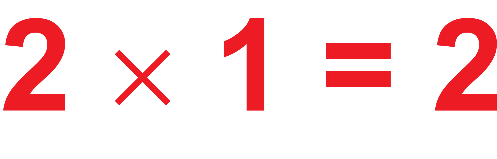 2 × 1 = 2